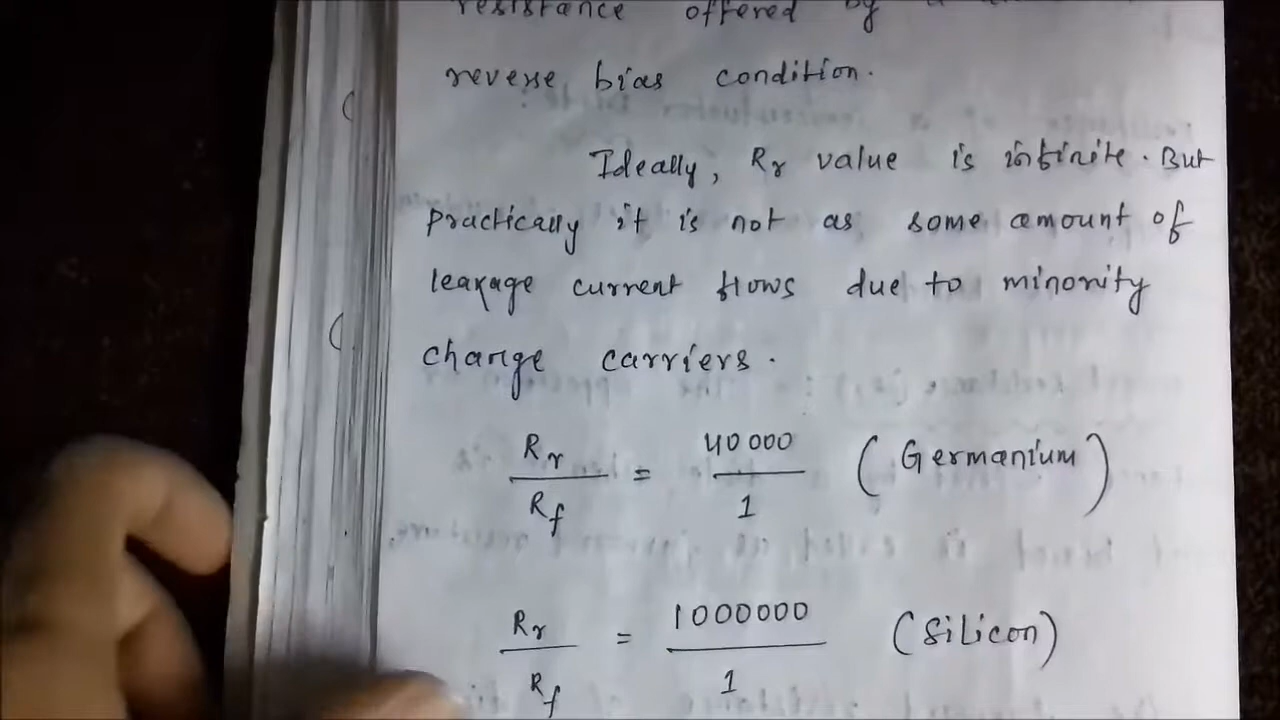 resistance offered by a
reverse bias condition.
Ideally, Rr value is infinite. But
practically it is not as some amount of
leakage current flows due to minority
charge carriers.
Rr / Rf = 40000 / 1 (Germanium)
Rr / Rf = 1000000 / 1 (Silicon)